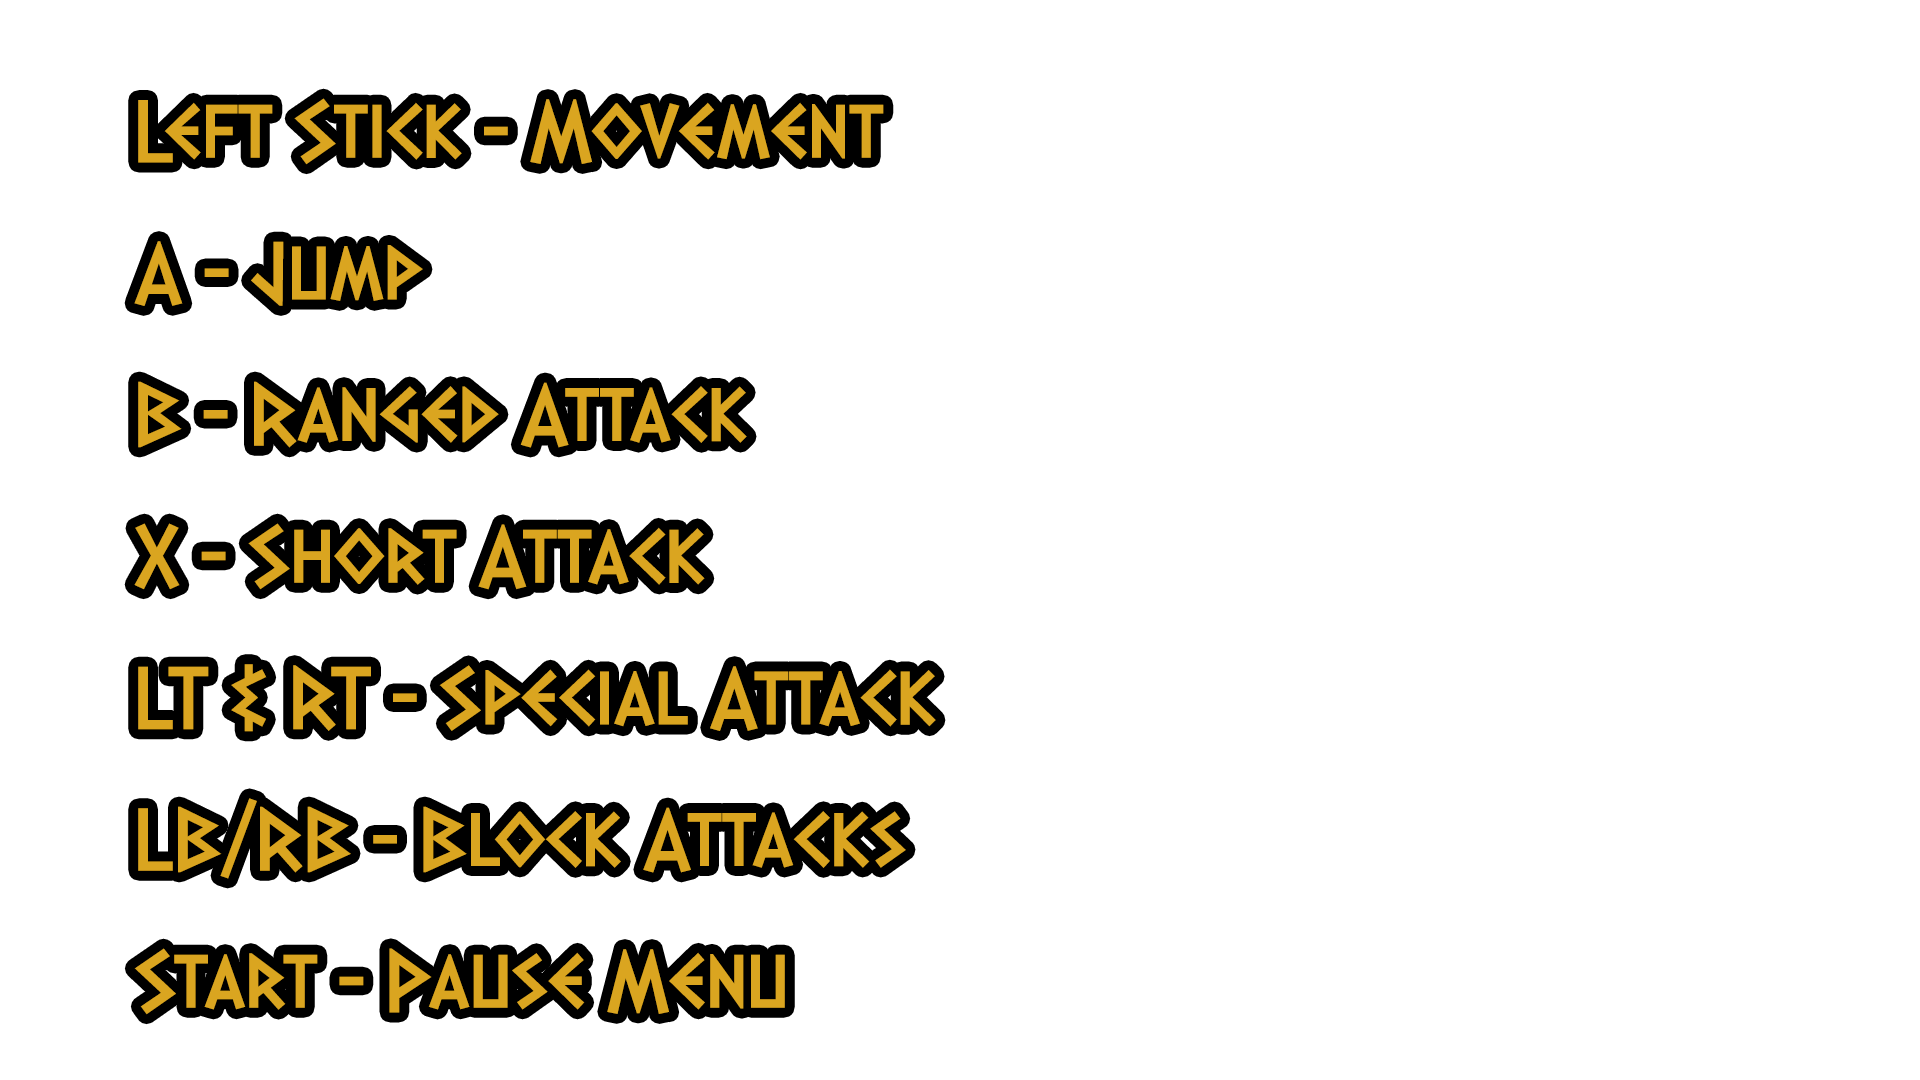 Left Stick - Movement
A - Jump
B - Ranged Attack
X - Short Attack
LT & RT - Special Attack
LB/RB - Block Attacks
Start - Pause Menu